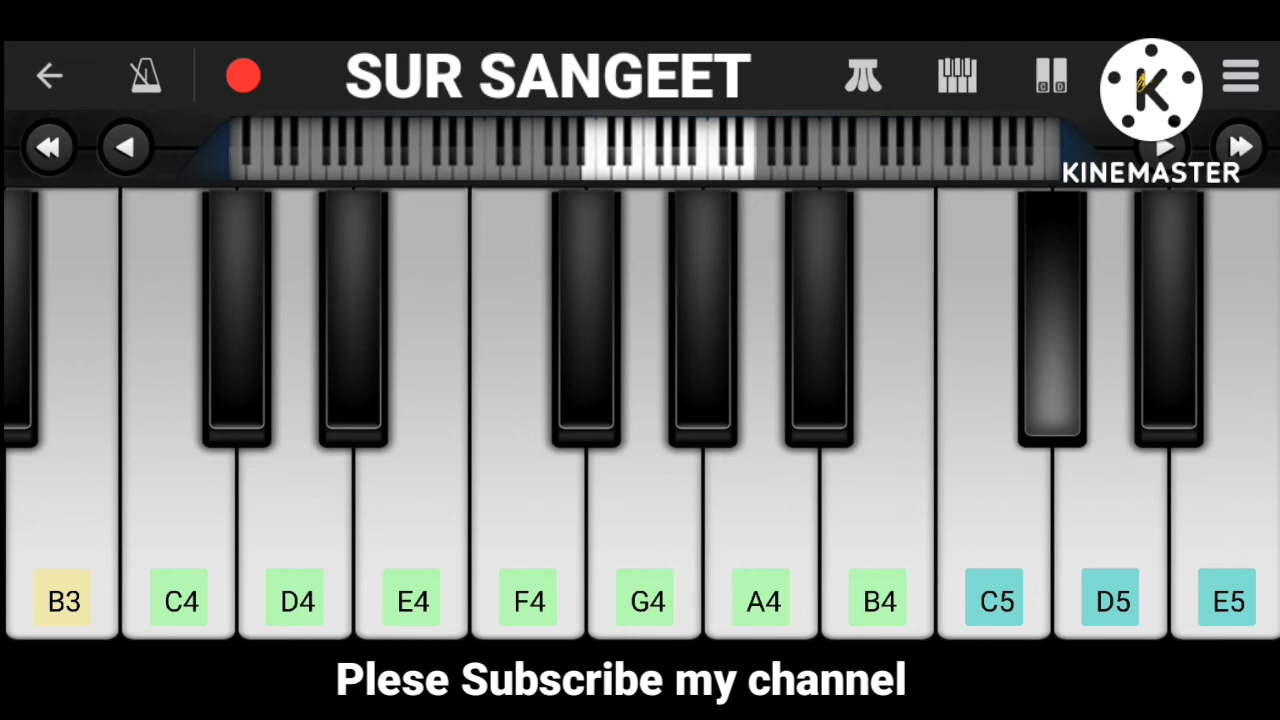 SUR SANGEET
C D
K
KINEMASTER
B3 C4 D4 E4 F4 G4 A4 B4 C5 D5 E5
Plese Subscribe my channel